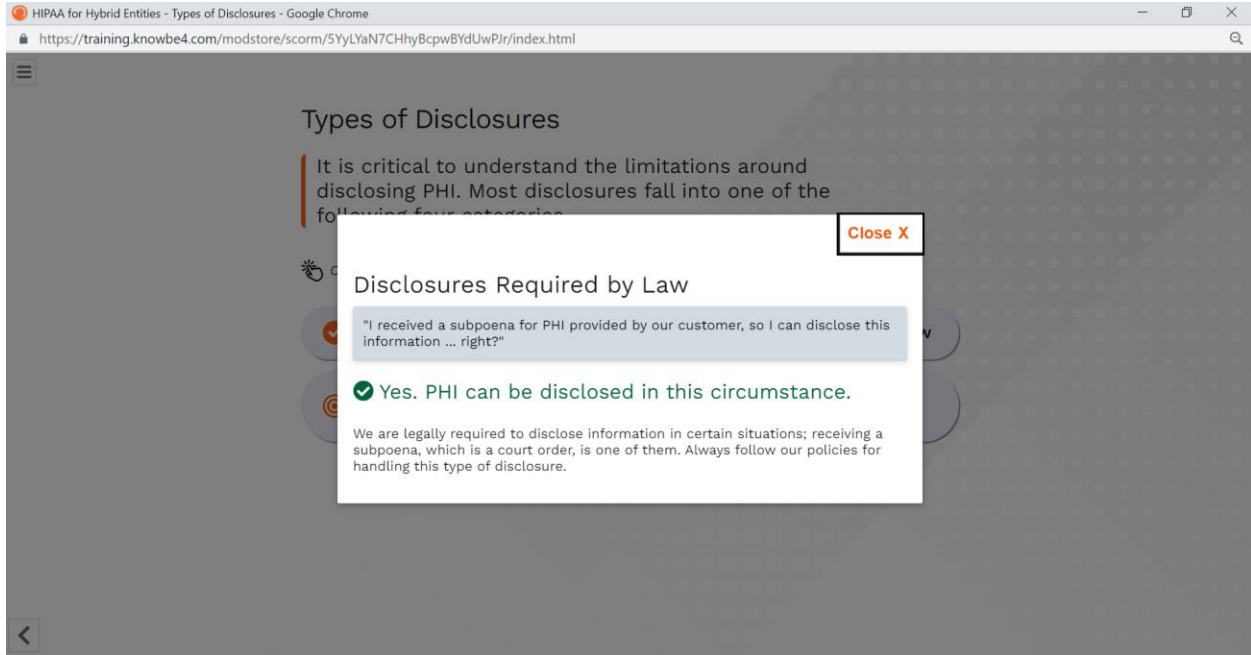 HIPAA for Hybrid Entities - Types of Disclosures - Google Chrome
https://training.knowbe4.com/modstore/scorm/5YyLYaN7CHhyBcpwBYdUwPJr/index.html
Types of Disclosures
It is critical to understand the limitations around
disclosing PHI. Most disclosures fall into one of the
following four categories
Close X
Disclosures Required by Law
"I received a subpoena for PHI provided by our customer, so I can disclose this
information ... right?"
Yes. PHI can be disclosed in this circumstance.
We are legally required to disclose information in certain situations; receiving a
subpoena, which is a court order, is one of them. Always follow our policies for
handling this type of disclosure.